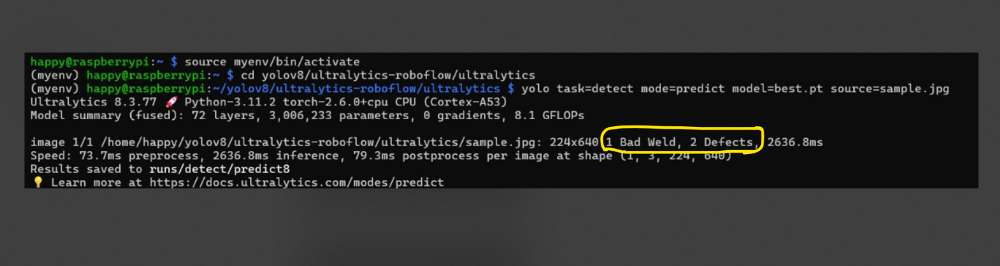 happy@raspberrypi:~ $ source myenv/bin/activate
(myenv) happy@raspberrypi:~ $ cd yolov8/ultralytics-roboflow/ultralytics
(myenv) happy@raspberrypi:~/yolov8/ultralytics-roboflow/ultralytics $ yolo task=detect mode=predict model=best.pt source=sample.jpg
Ultralytics 8.3.77 🚀 Python-3.11.2 torch-2.6.0+cpu CPU (Cortex-A53)
Model summary (fused): 72 layers, 3,006,233 parameters, 0 gradients, 8.1 GFLOPs
image 1/1 /home/happy/yolov8/ultralytics-roboflow/ultralytics/sample.jpg: 224x640 1 Bad Weld, 2 Defects, 2636.8ms
Speed: 73.7ms preprocess, 2636.8ms inference, 79.3ms postprocess per image at shape (1, 3, 224, 640)
Results saved to runs/detect/predict8
💡 Learn more at https://docs.ultralytics.com/modes/predict